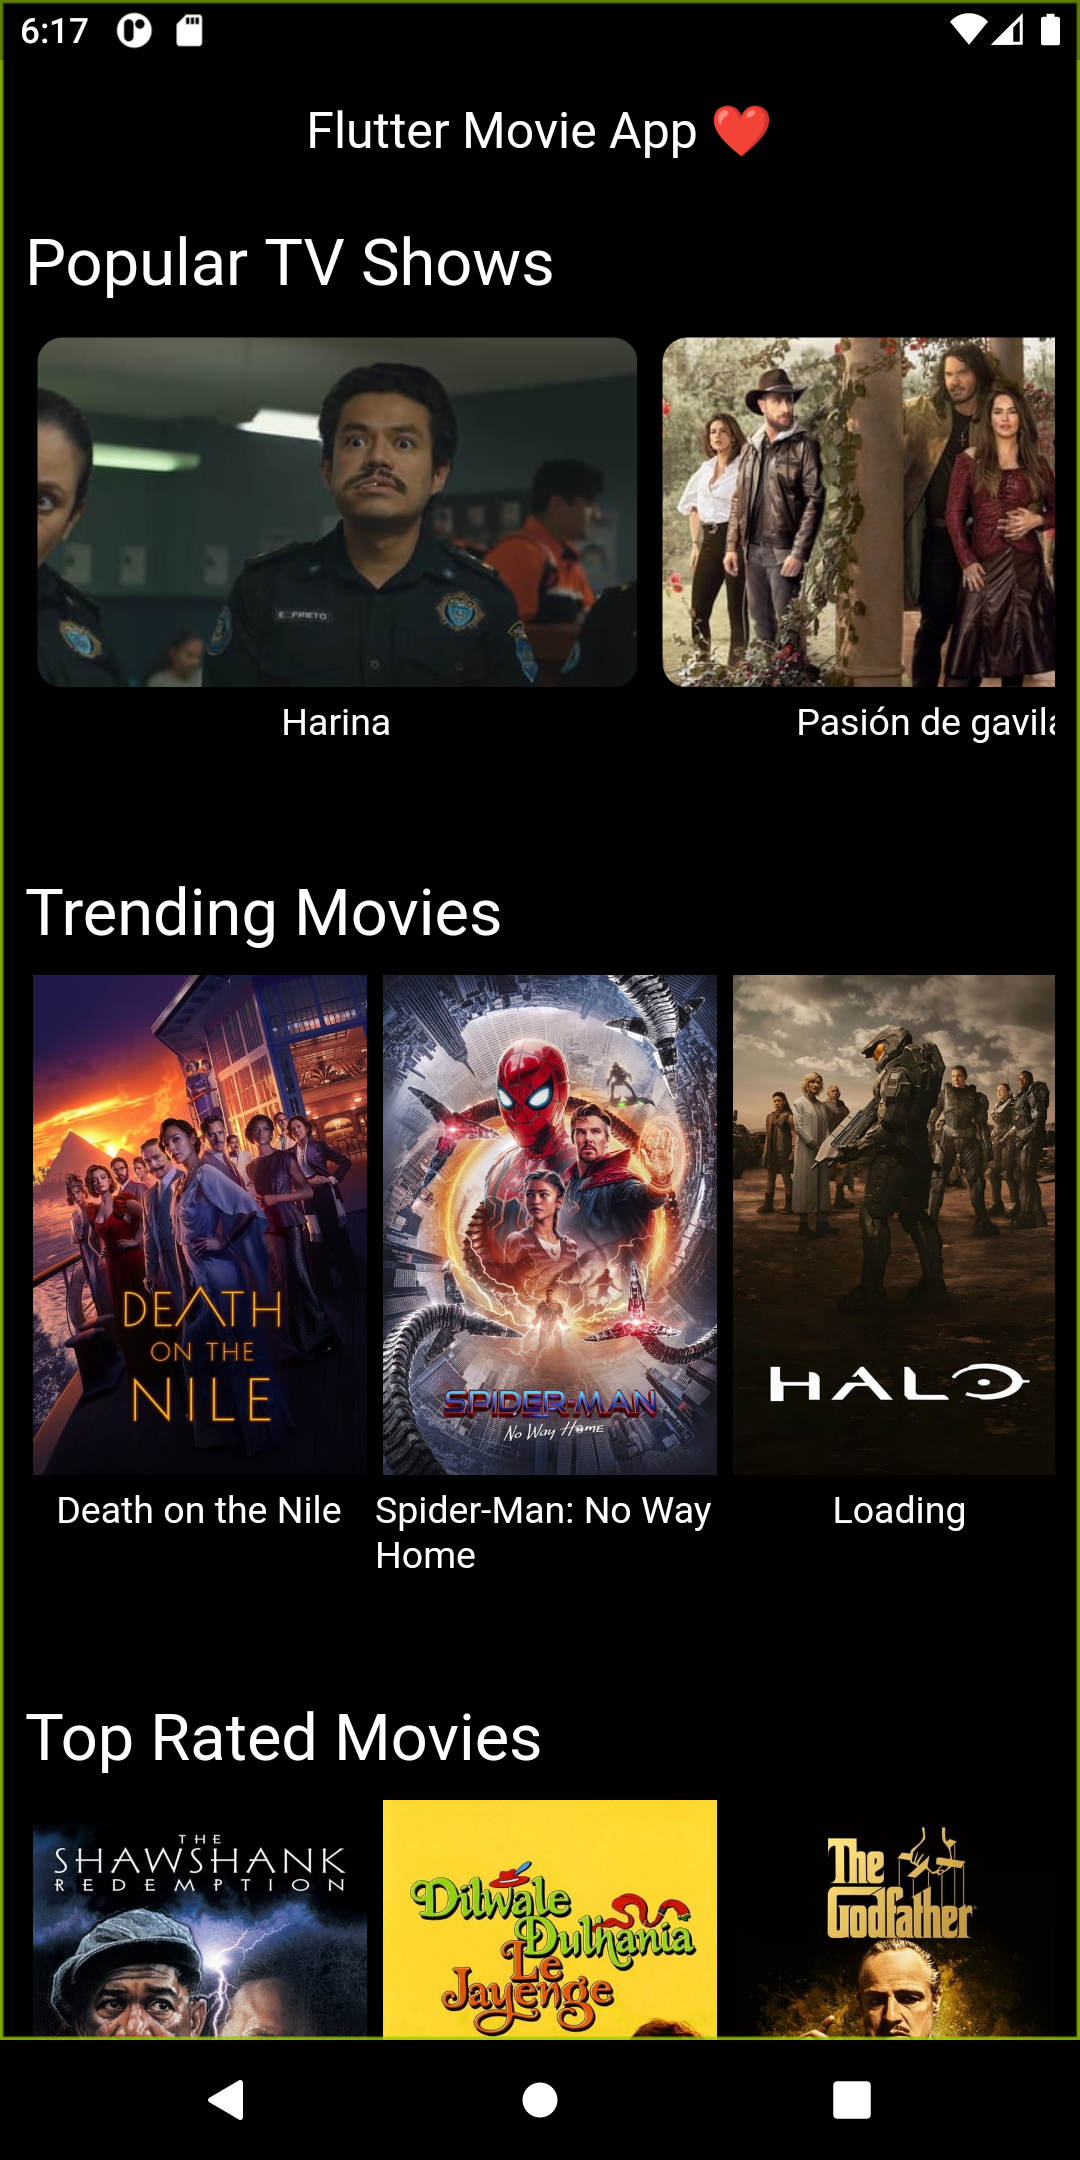 6:17
Flutter Movie App ❤️
Popular TV Shows
E. PRIETO
Harina
Pasión de gavila
Trending Movies
DEATH
ON THE
NILE
SPIDER-MAN
No Way Home
HALO
Death on the Nile
Spider-Man: No Way
Home
Loading
Top Rated Movies
THE
SHAWSHANK
REDEMPTION
Dilwale
Dulhania
Le
Jayenge
The
Godfather